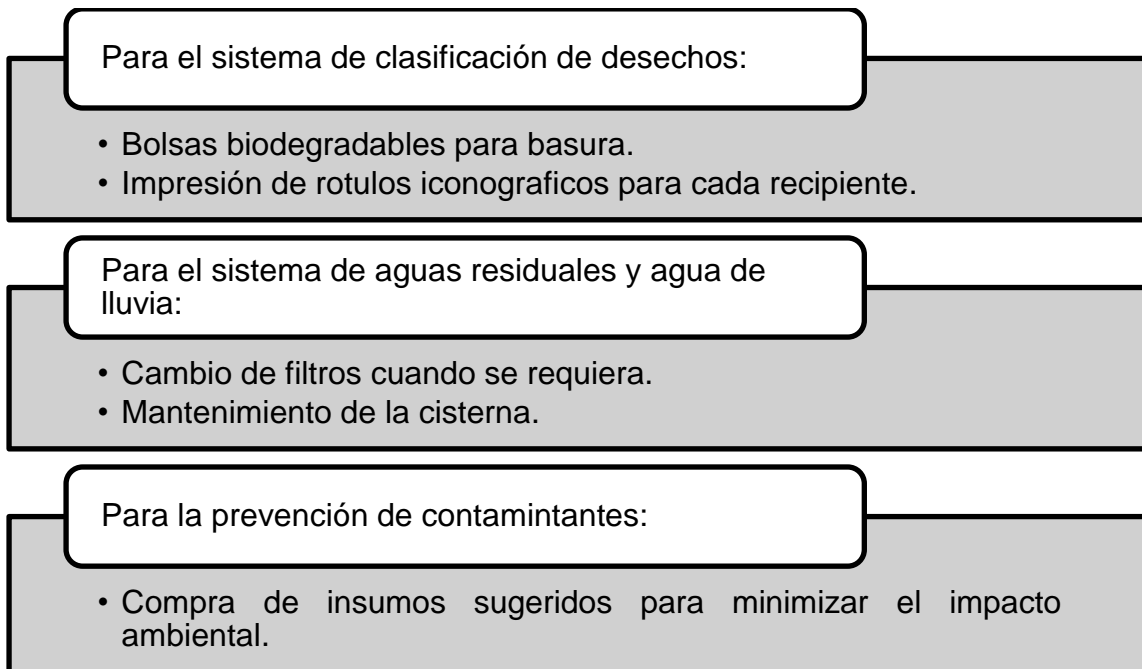 Para el sistema de clasificación de desechos:
• Bolsas biodegradables para basura.
• Impresión de rotulos iconograficos para cada recipiente.
Para el sistema de aguas residuales y agua de
lluvia:
• Cambio de filtros cuando se requiera.
• Mantenimiento de la cisterna.
Para la prevención de contamintantes:
• Compra de insumos sugeridos para minimizar el impacto
ambiental.